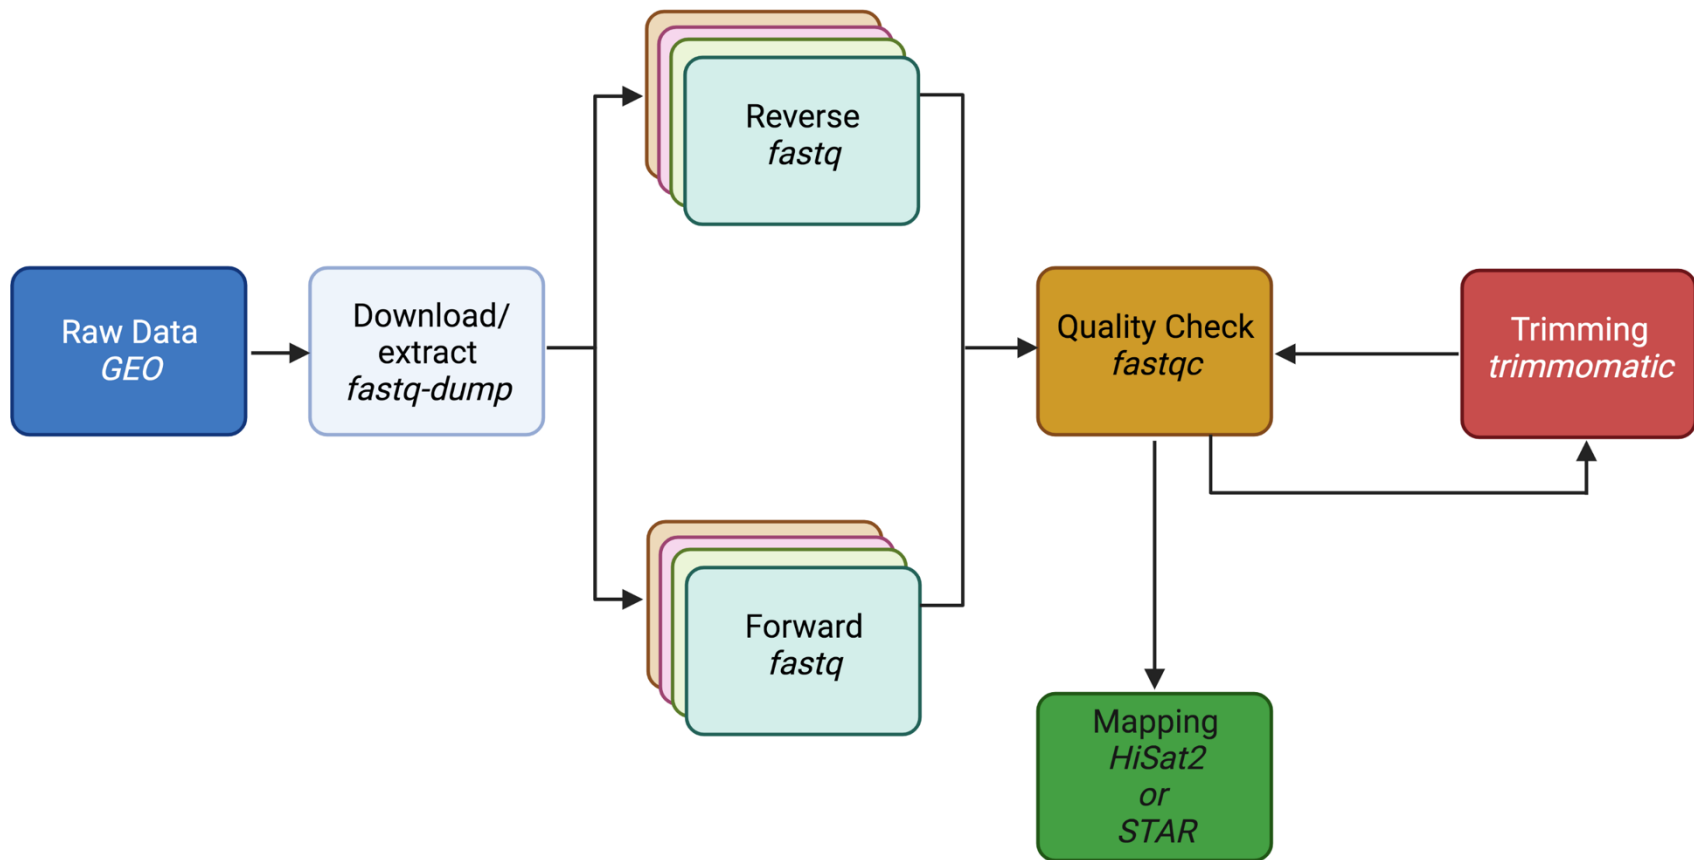 Raw Data
GEO
Download/
extract
fastq-dump
Reverse
fastq
Forward
fastq
Quality Check
fastqc
Trimming
trimmomatic
Mapping
HiSat2
or
STAR